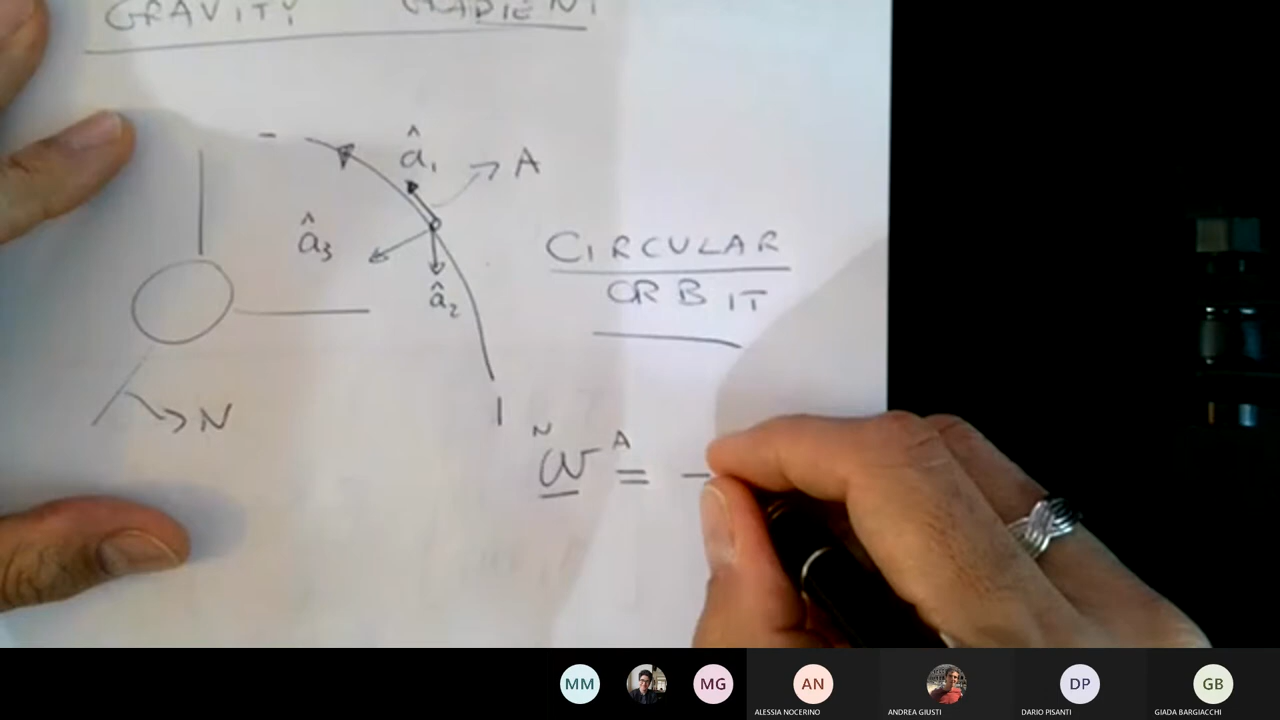 GRAVITY GRADIENT
â₁
A
â₃
â₂
CIRCULAR
ORBIT
N
ᴺω̲ᴬ = -
MM
MG
AN
DP
GB
ALESSIA NOCERINO
ANDREA GIUSTI
DARIO PISANTI
GIADA BARGIACCHI